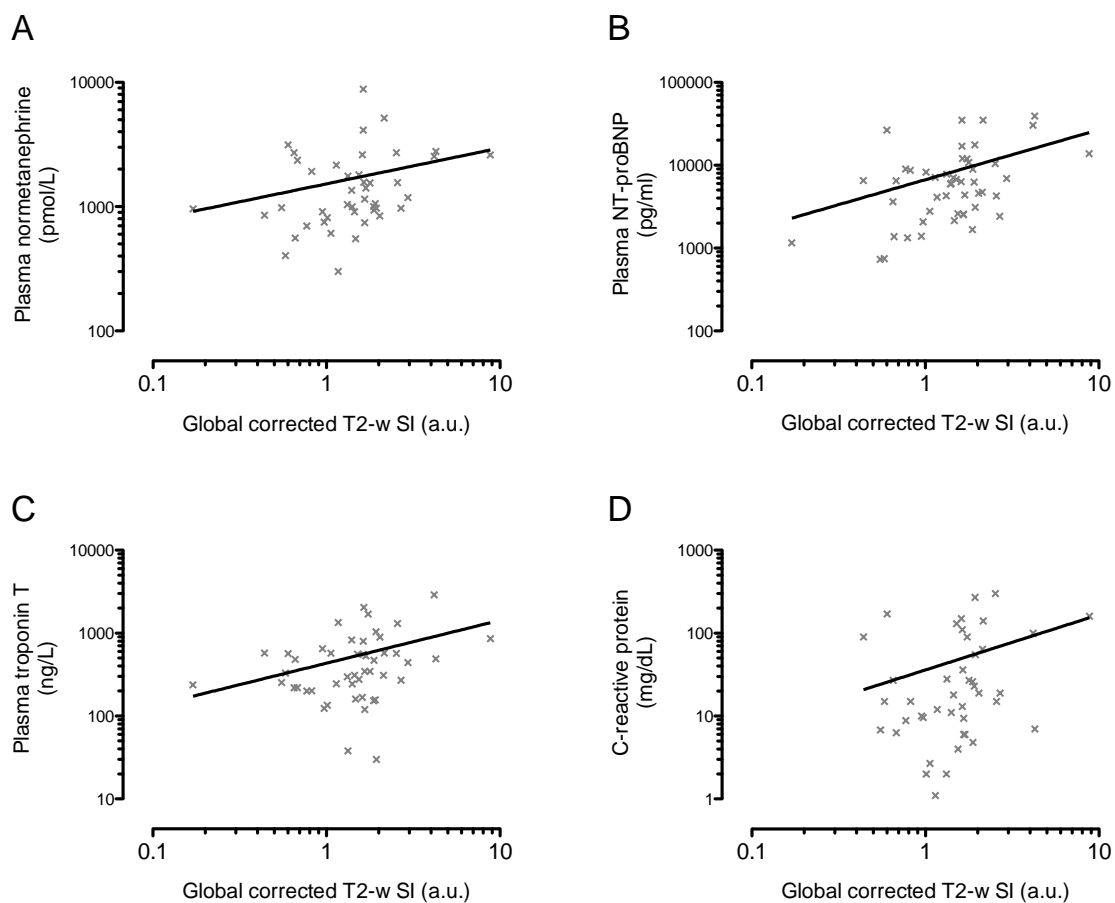 A
Plasma normetanephrine
(pmol/L)
10000
1000
100
0.1
1
10
Global corrected T2-w SI (a.u.)
B
Plasma NT-proBNP
(pg/ml)
100000
10000
1000
100
0.1
1
10
Global corrected T2-w SI (a.u.)
C
Plasma troponin T
(ng/L)
10000
1000
100
10
0.1
1
10
Global corrected T2-w SI (a.u.)
D
C-reactive protein
(mg/dL)
1000
100
10
1
0.1
1
10
Global corrected T2-w SI (a.u.)